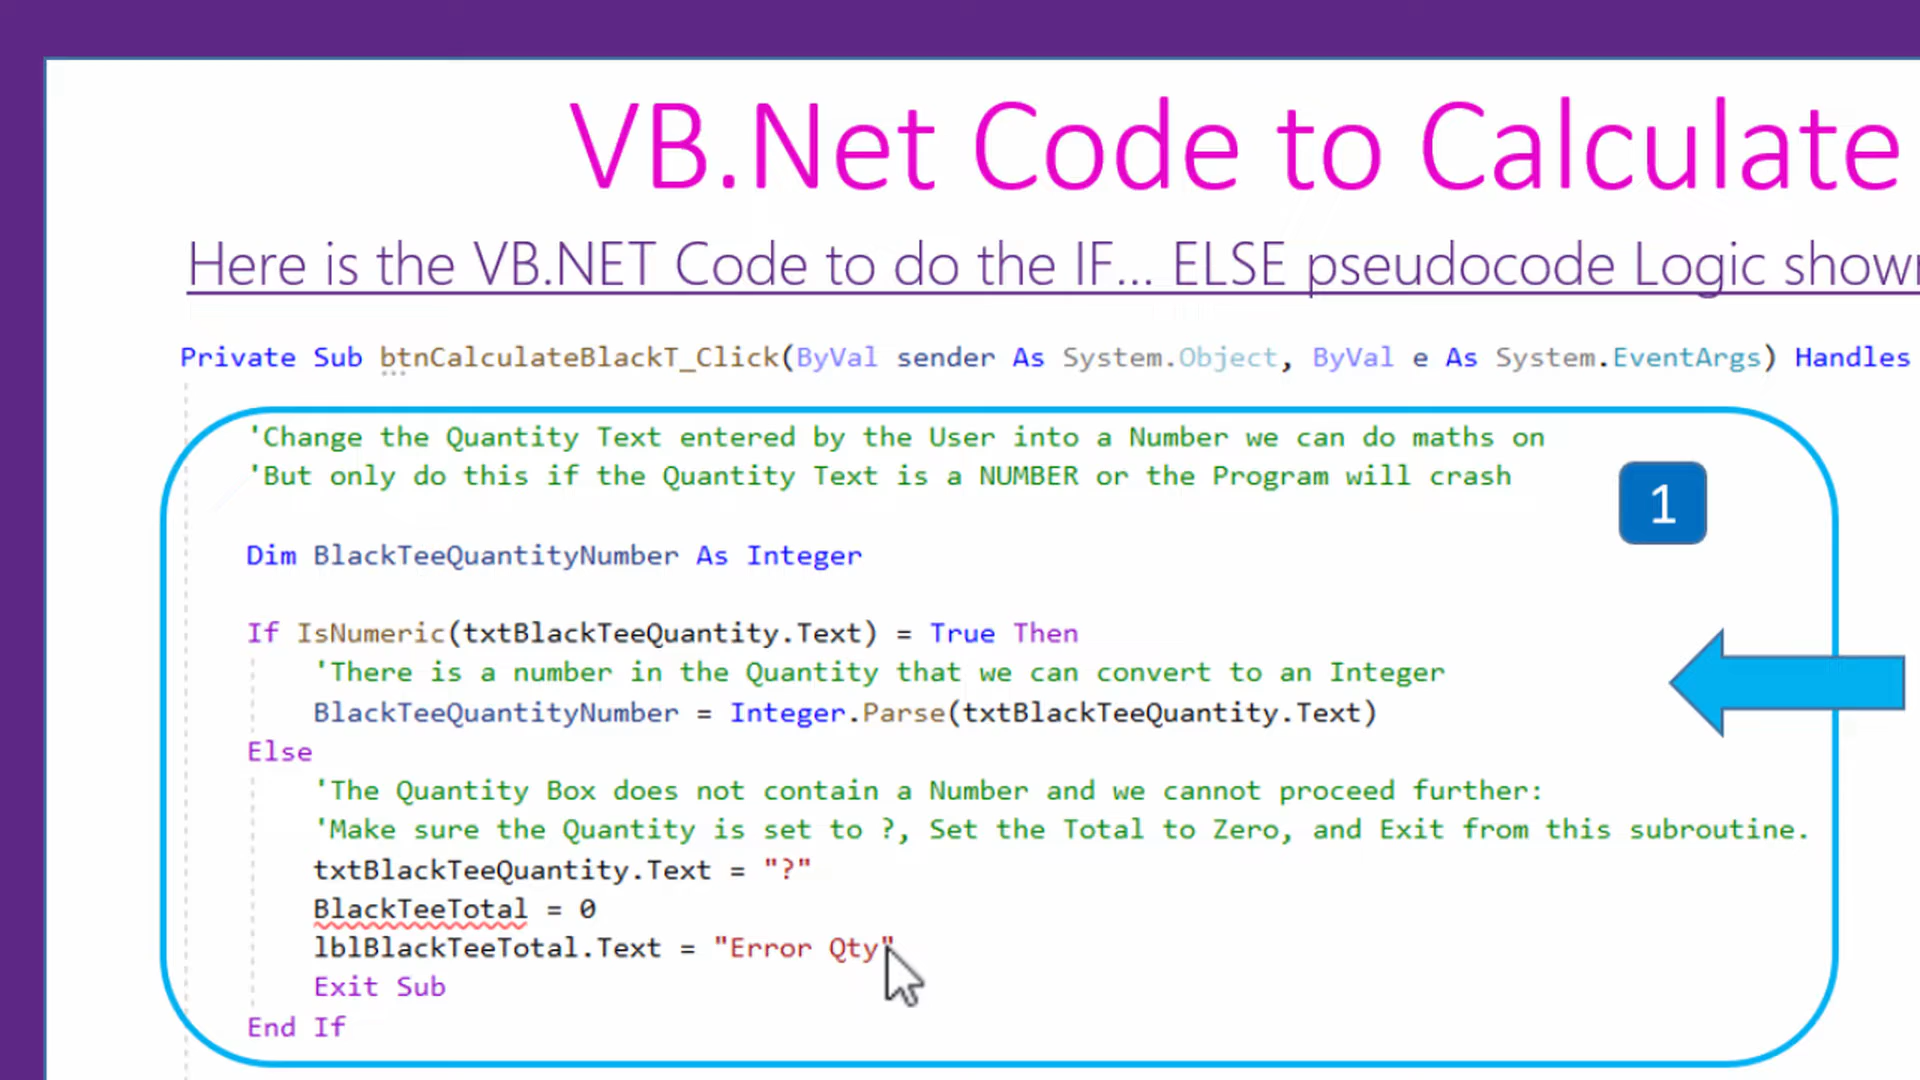 VB.Net Code to Calculate
Here is the VB.NET Code to do the IF... ELSE pseudocode Logic shown
Private Sub btnCalculateBlackT_Click(ByVal sender As System.Object, ByVal e As System.EventArgs) Handles
'Change the Quantity Text entered by the User into a Number we can do maths on
'But only do this if the Quantity Text is a NUMBER or the Program will crash
1
Dim BlackTeeQuantityNumber As Integer
If IsNumeric(txtBlackTeeQuantity.Text) = True Then
'There is a number in the Quantity that we can convert to an Integer
BlackTeeQuantityNumber = Integer.Parse(txtBlackTeeQuantity.Text)
Else
'The Quantity Box does not contain a Number and we cannot proceed further:
'Make sure the Quantity is set to ?, Set the Total to Zero, and Exit from this subroutine.
txtBlackTeeQuantity.Text = "?"
BlackTeeTotal = 0
lblBlackTeeTotal.Text = "Error Qty"
Exit Sub
End If